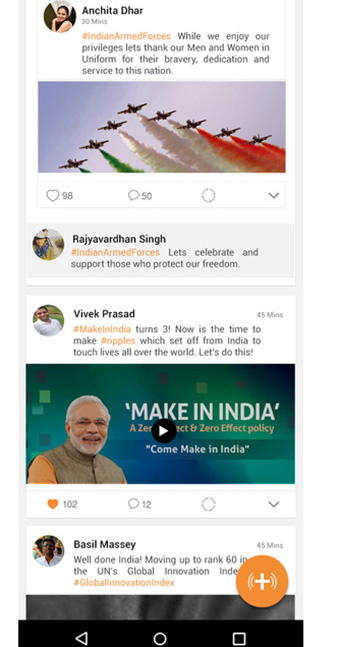 Anchita Dhar
30 Mins
#IndianArmedForces While we enjoy our
privileges lets thank our Men and Women in
Uniform for their bravery, dedication and
service to this nation.
98
50
Rajyavardhan Singh
#IndianArmedForces Lets celebrate and
support those who protect our freedom.
Vivek Prasad
45 Mins
#MakeInIndia turns 3! Now is the time to
make #ripples which set off from India to
touch lives all over the world. Let's do this!
'MAKE IN INDIA'
A Zero ect & Zero Effect policy
"Come Make in India"
102
12
Basil Massey
45 Mins
Well done India! Moving up to rank 60 in
the UN's Global Innovation Inde
#GlobalInnovationIndex